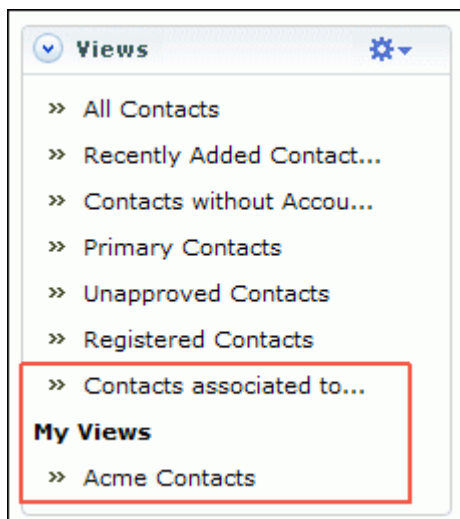 Views
» All Contacts
» Recently Added Contact...
» Contacts without Accou...
» Primary Contacts
» Unapproved Contacts
» Registered Contacts
» Contacts associated to...
My Views
» Acme Contacts